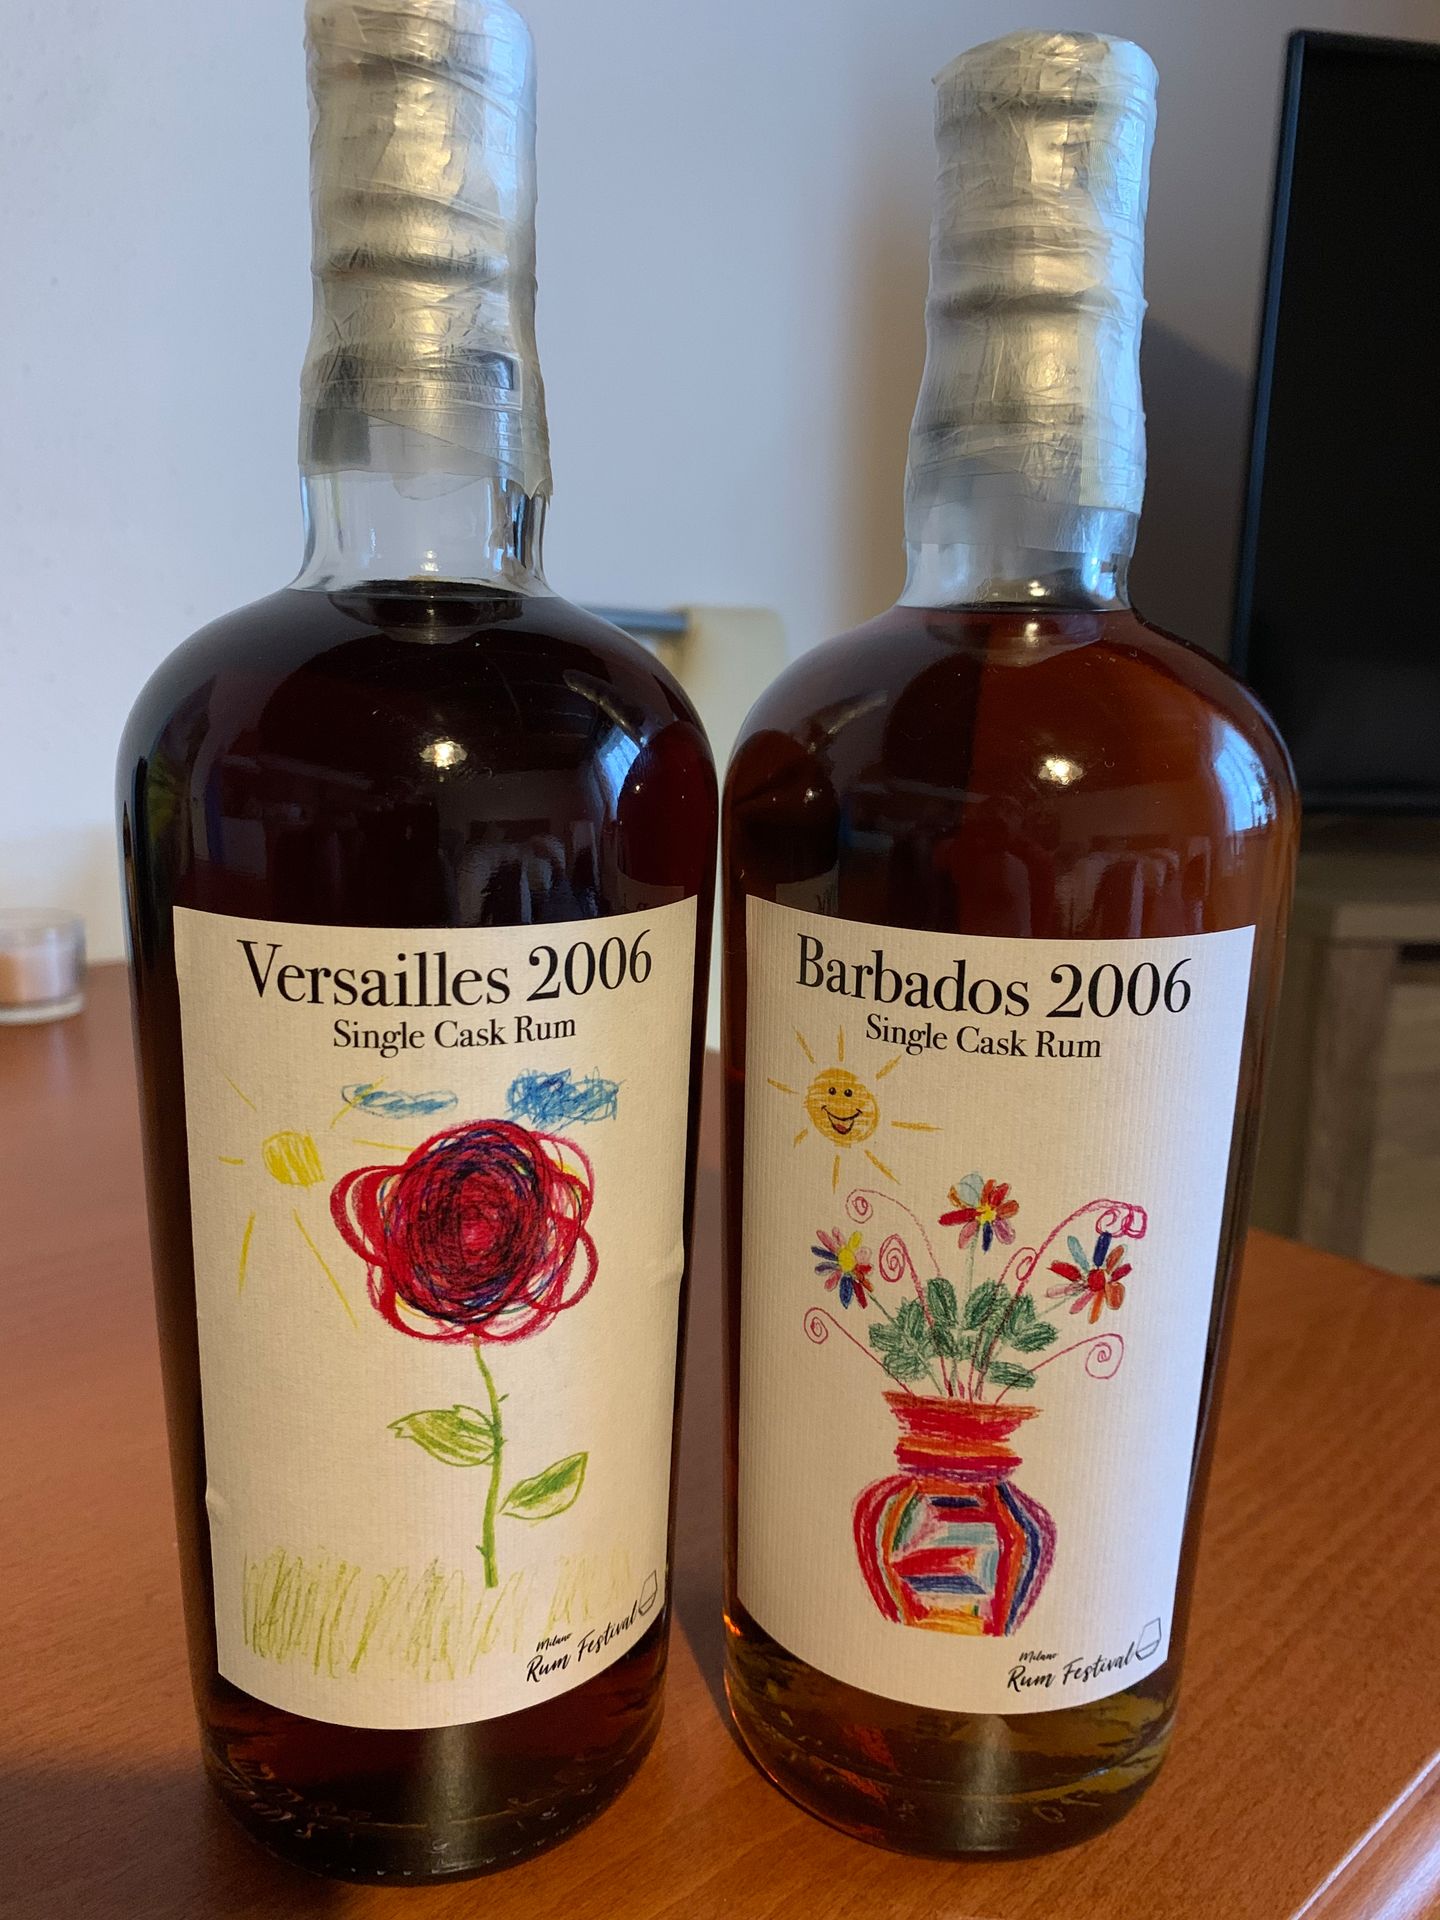 Versailles 2006
Single Cask Rum
Milano
Rum Festival
Barbados 2006
Single Cask Rum
Milano
Rum Festival